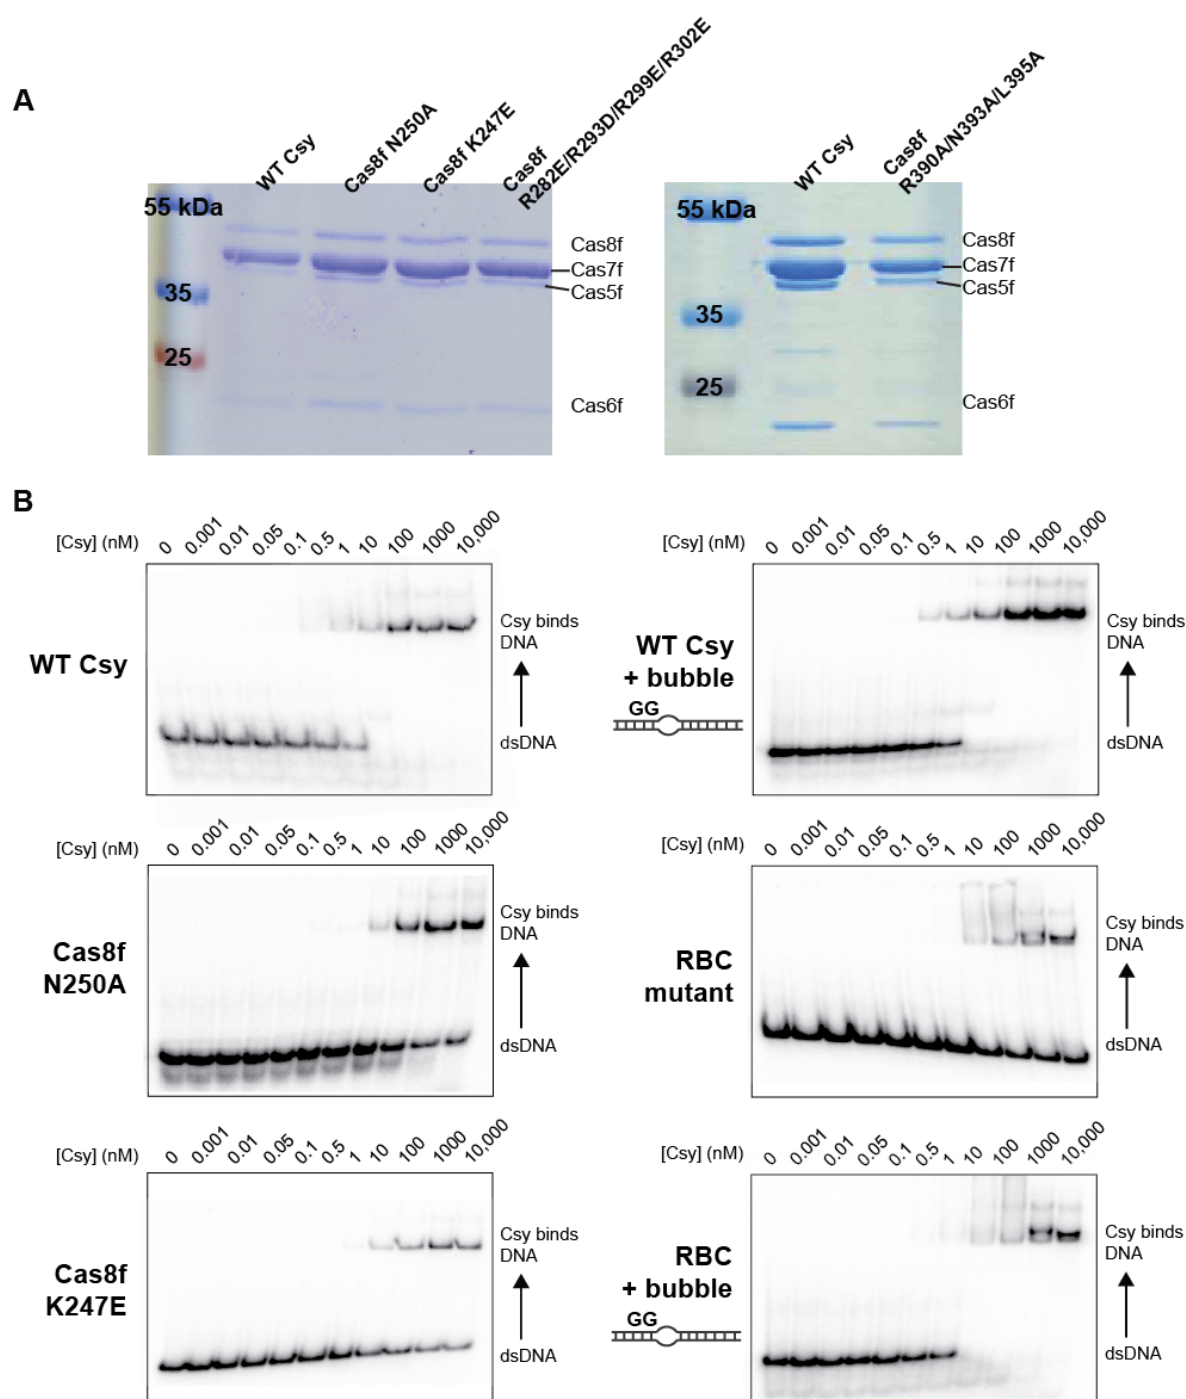 A
WT Csy
Cas8f N250A
Cas8f K247E
Cas8f
R282E/R293D/R299E/R302E
55 kDa
35
25
Cas8f
Cas7f
Cas5f
Cas6f
WT Csy
Cas8f
R390A/N393A/L395A
55 kDa
35
25
Cas8f
Cas7f
Cas5f
Cas6f
B
[Csy] (nM) 0 0.001 0.01 0.05 0.1 0.5 1 10 100 1000 10,000
WT Csy
Csy binds
DNA
dsDNA
[Csy] (nM) 0 0.001 0.01 0.05 0.1 0.5 1 10 100 1000 10,000
WT Csy
+ bubble
GG
Csy binds
DNA
dsDNA
[Csy] (nM) 0 0.001 0.01 0.05 0.1 0.5 1 10 100 1000 10,000
Cas8f
N250A
Csy binds
DNA
dsDNA
[Csy] (nM) 0 0.001 0.01 0.05 0.1 0.5 1 10 100 1000 10,000
RBC
mutant
Csy binds
DNA
dsDNA
[Csy] (nM) 0 0.001 0.01 0.05 0.1 0.5 1 10 100 1000 10,000
Cas8f
K247E
Csy binds
DNA
dsDNA
[Csy] (nM) 0 0.001 0.01 0.05 0.1 0.5 1 10 100 1000 10,000
RBC
+ bubble
GG
Csy binds
DNA
dsDNA